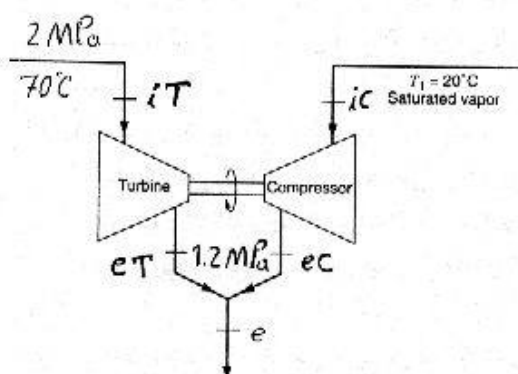 2 MPa
70°C
iT
iC
T₁ = 20°C
Saturated vapor
Turbine
Compressor
eT
1.2 MPa
eC
e